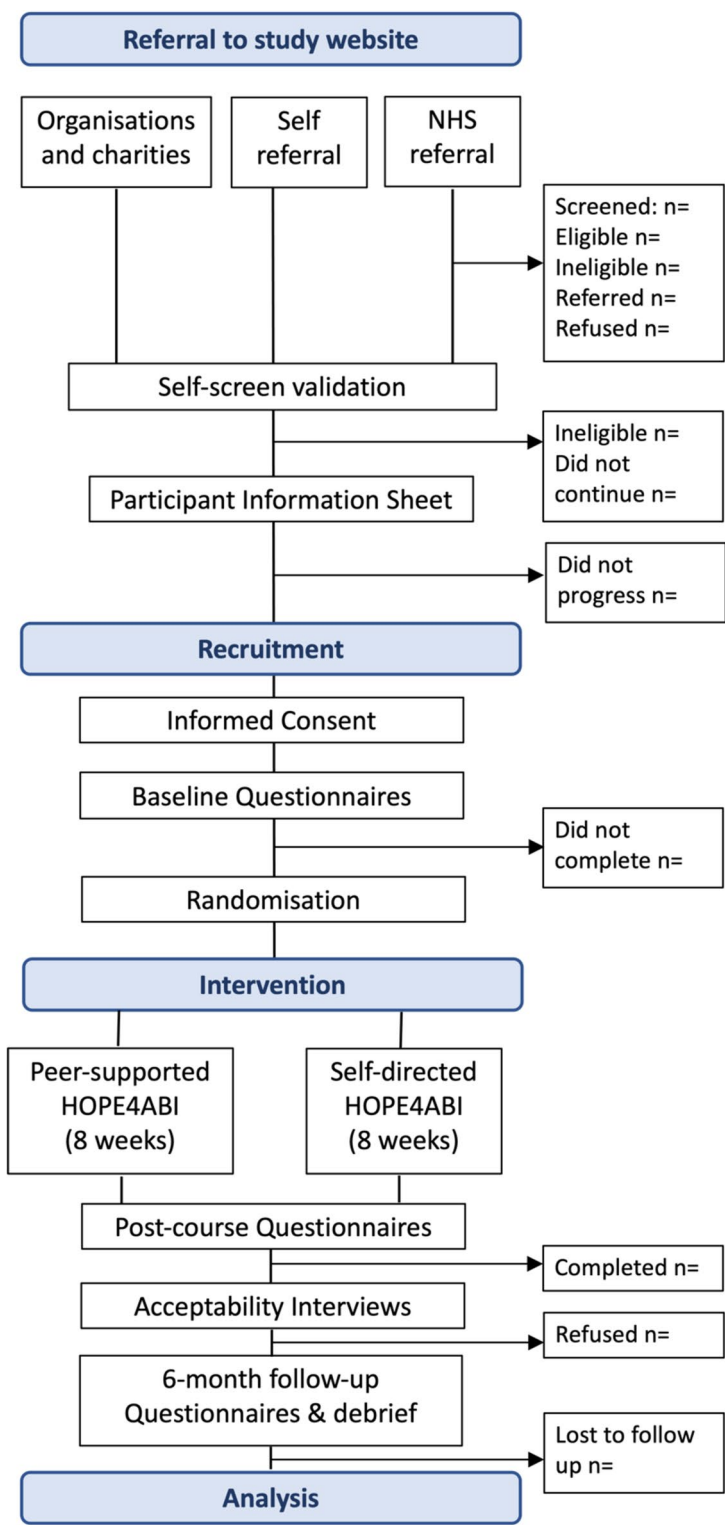 Referral to study website
Organisations
and charities
Self
referral
NHS
referral
Screened: n=
Eligible n=
Ineligible n=
Referred n=
Refused n=
Self-screen validation
Ineligible n=
Did not
continue n=
Participant Information Sheet
Did not
progress n=
Recruitment
Informed Consent
Baseline Questionnaires
Did not
complete n=
Randomisation
Intervention
Peer-supported
HOPE4ABI
(8 weeks)
Self-directed
HOPE4ABI
(8 weeks)
Post-course Questionnaires
Completed n=
Acceptability Interviews
Refused n=
6-month follow-up
Questionnaires & debrief
Lost to follow
up n=
Analysis